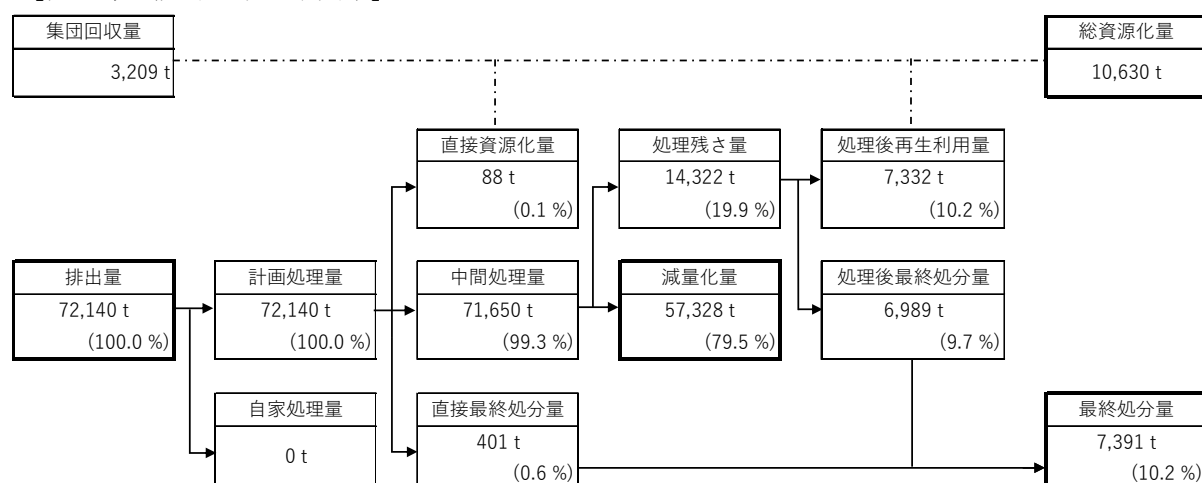 集団回収量
3,209 t
総資源化量
10,630 t
直接資源化量
88 t
(0.1 %)
処理残さ量
14,322 t
(19.9 %)
処理後再生利用量
7,332 t
(10.2 %)
排出量
72,140 t
(100.0 %)
計画処理量
72,140 t
(100.0 %)
中間処理量
71,650 t
(99.3 %)
減量化量
57,328 t
(79.5 %)
処理後最終処分量
6,989 t
(9.7 %)
自家処理量
0 t
直接最終処分量
401 t
(0.6 %)
最終処分量
7,391 t
(10.2 %)